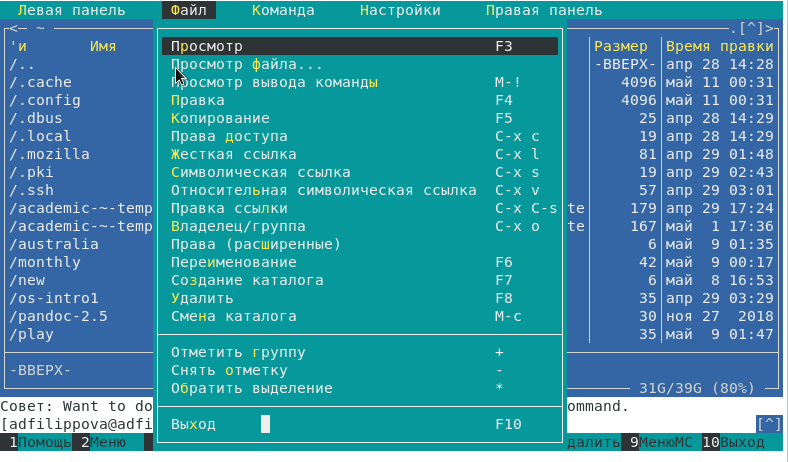 Левая панель Файл Команда Настройки Правая панель
<— ~ .[^]>
'и Имя Просмотр F3 Размер Время правки
/.. Просмотр файла... -ВВЕРХ- апр 28 14:28
/.cache Просмотр вывода команды M-! 4096 май 11 00:31
/.config Правка F4 4096 май 11 00:31
/.dbus Копирование F5 25 апр 28 14:29
/.local Права доступа C-x c 19 апр 28 14:29
/.mozilla Жесткая ссылка C-x l 81 апр 29 01:48
/.pki Символическая ссылка C-x s 19 апр 29 02:43
/.ssh Относительная символическая ссылка C-x v 57 апр 29 03:01
/academic-~-temp Правка ссылки C-x C-s te 179 апр 29 17:24
/academic-~-temp Владелец/группа C-x o te 167 май 1 17:36
/australia Права (расширенные) 6 май 9 01:35
/monthly Переименование F6 42 май 9 00:17
/new Создание каталога F7 6 май 8 16:53
/os-intro1 Удалить F8 35 апр 29 03:29
/pandoc-2.5 Смена каталога M-c 30 ноя 27 2018
/play 35 май 9 01:47
Отметить группу +
-ВВЕРХ- Снять отметку -
Обратить выделение * 31G/39G (80%)
Совет: Want to do ommand.
[adfilippova@adfi Выход F10 [^]
1Помощь 2Меню далить 9МенюМС 10Выход